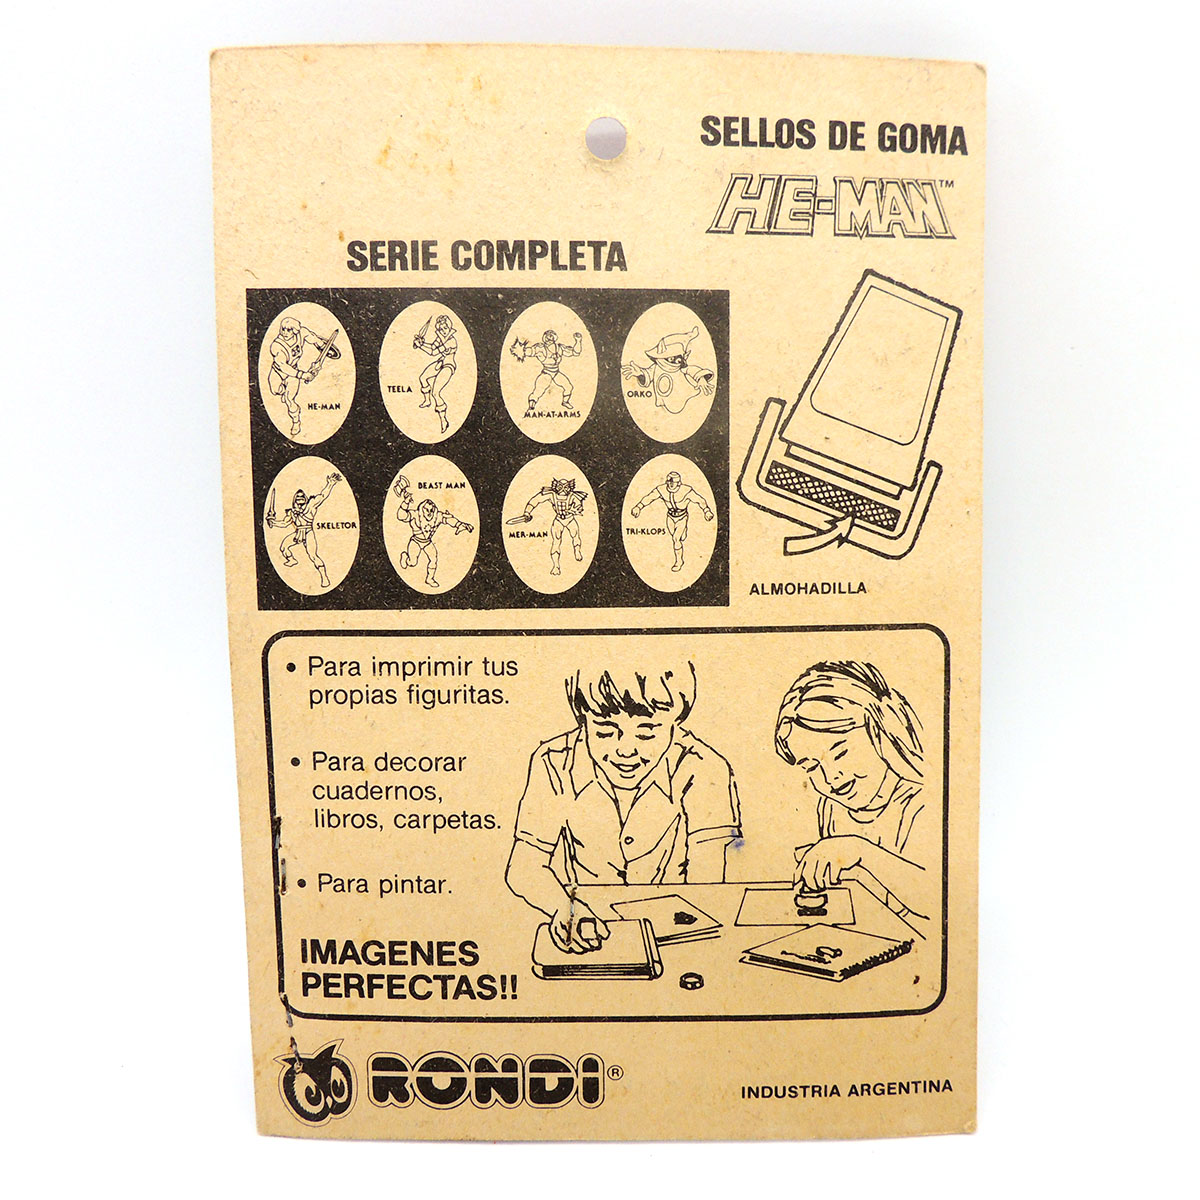 SELLOS DE GOMA
HE-MAN™
SERIE COMPLETA
HE-MAN
TEELA
MAN-AT-ARMS
ORKO
SKELETOR
BEAST MAN
MER-MAN
TRI-KLOPS
ALMOHADILLA
• Para imprimir tus
propias figuritas.
• Para decorar
cuadernos,
libros, carpetas.
• Para pintar.
IMAGENES
PERFECTAS!!
RONDI®
INDUSTRIA ARGENTINA